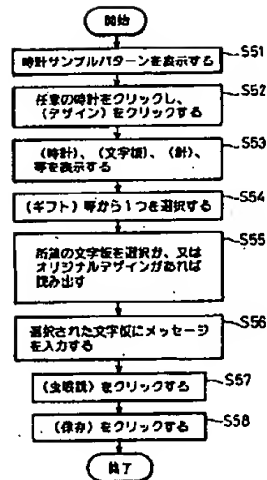 開始
時計サンプルパターンを表示する
S51
任意の時計をクリックし、
(デザイン)をクリックする
S52
(時計)、(文字板)、(針)、
等を表示する
S53
(ギフト)等から1つを選択する
S54
所望の文字板を選択か、又は
オリジナルデザインがあれば
読み出す
S55
選択された文字板にメッセージ
を入力する
S56
(虫眼鏡)をクリックする
S57
(保存)をクリックする
S58
終了